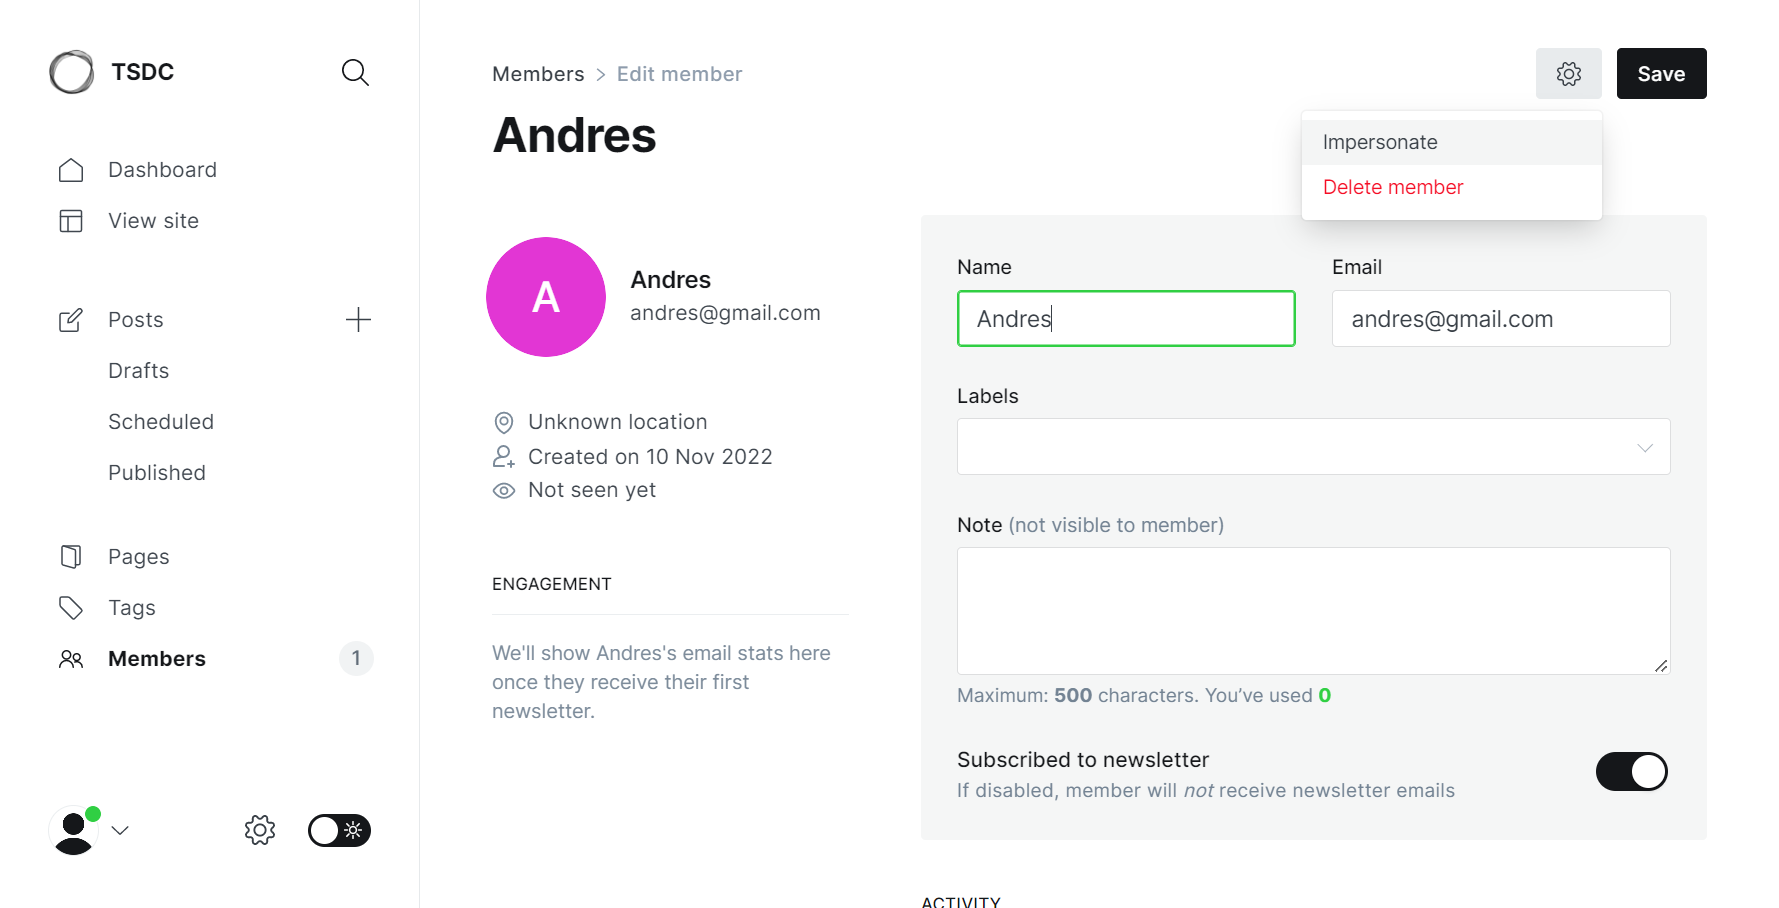 TSDC
Dashboard
View site
Posts
Drafts
Scheduled
Published
Pages
Tags
Members 1
Members > Edit member
Save
Andres
Impersonate
Delete member
A
Andres
andres@gmail.com
Unknown location
Created on 10 Nov 2022
Not seen yet
ENGAGEMENT
We'll show Andres's email stats here
once they receive their first
newsletter.
Name
Andres
Email
andres@gmail.com
Labels
Note (not visible to member)
Maximum: 500 characters. You’ve used 0
Subscribed to newsletter
If disabled, member will not receive newsletter emails
ACTIVITY